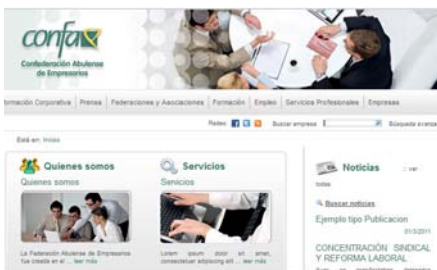 confae
Confederación Abulense
de Empresarios
formación Corporativa Prensa Federaciones y Asociaciones Formación Empleo Servicios Profesionales Empresas
Redes: Buscar empresa Búsqueda avanza
Está en: Inicio
Quienes somos
Quienes somos
La Federación Abulense de Empresarios
fue creada en el ... leer más
Servicios
Servicios
Lorem ipsum dolor sit amet,
consectetuer adipiscing elit ... leer más
Noticias :: ver
todas
Buscar noticias
Ejemplo tipo Publicacion
01/3/2011
CONCENTRACIÓN SINDICAL
Y REFORMA LABORAL